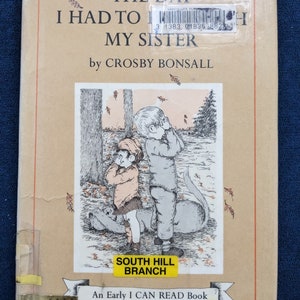 I HAD TO
MY SISTER
by CROSBY BONSALL
SOUTH HILL
BRANCH
An Early I CAN READ Book